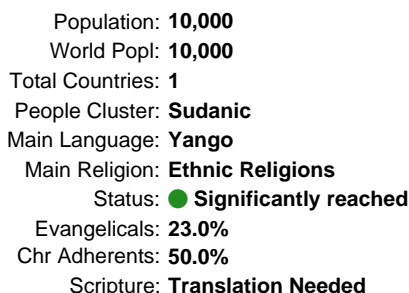 Population: 10,000
World Popl: 10,000
Total Countries: 1
People Cluster: Sudanic
Main Language: Yango
Main Religion: Ethnic Religions
Status: Significantly reached
Evangelicals: 23.0%
Chr Adherents: 50.0%
Scripture: Translation Needed